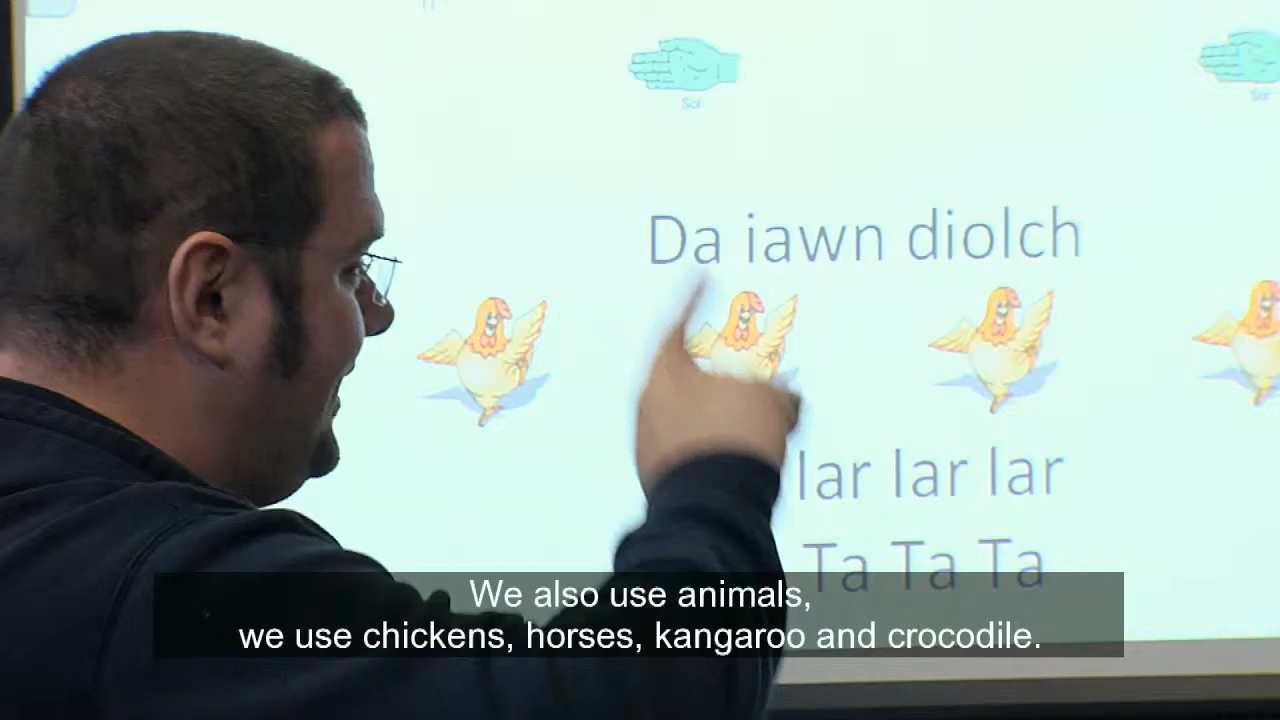 Sol
Da iawn diolch
Iar Iar Iar
Ta Ta Ta
We also use animals,
we use chickens, horses, kangaroo and crocodile.